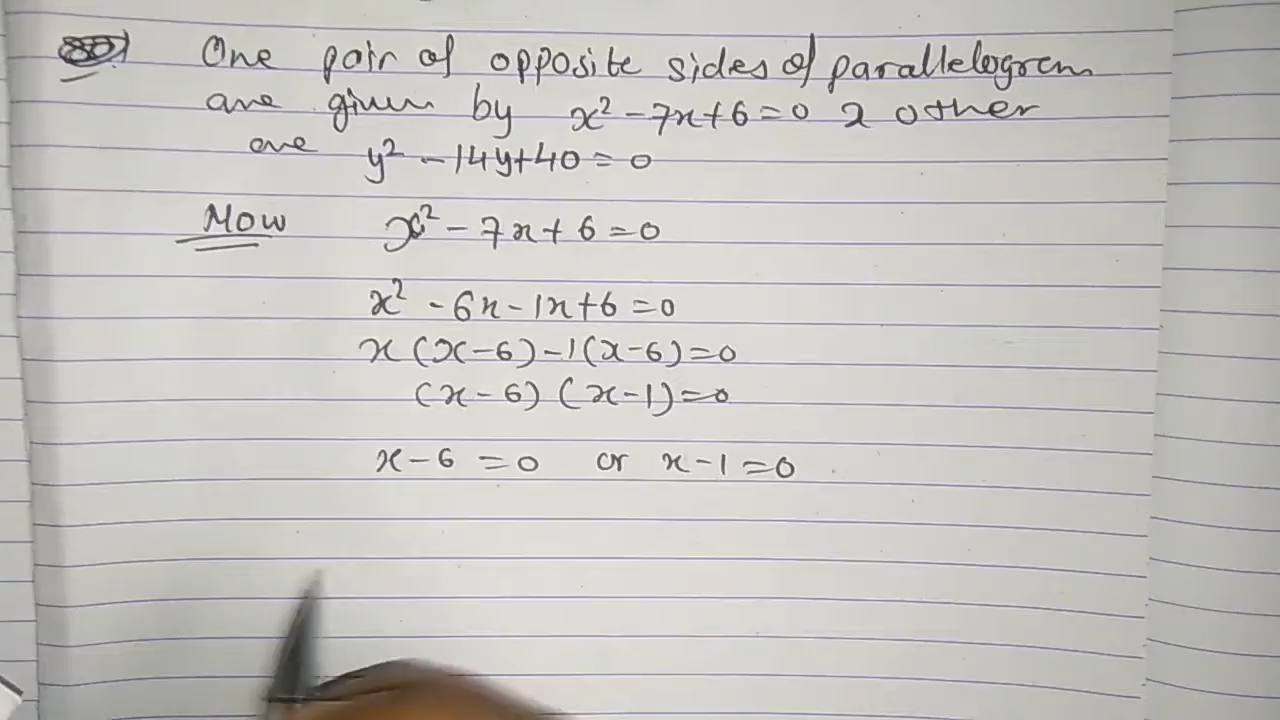 One pair of opposite sides of parallelogram
are given by x² - 7x + 6 = 0 & other
are y² - 14y + 40 = 0
Now x² - 7x + 6 = 0
x² - 6x - 1x + 6 = 0
x (x - 6) - 1 (x - 6) = 0
(x - 6) (x - 1) = 0
x - 6 = 0 or x - 1 = 0